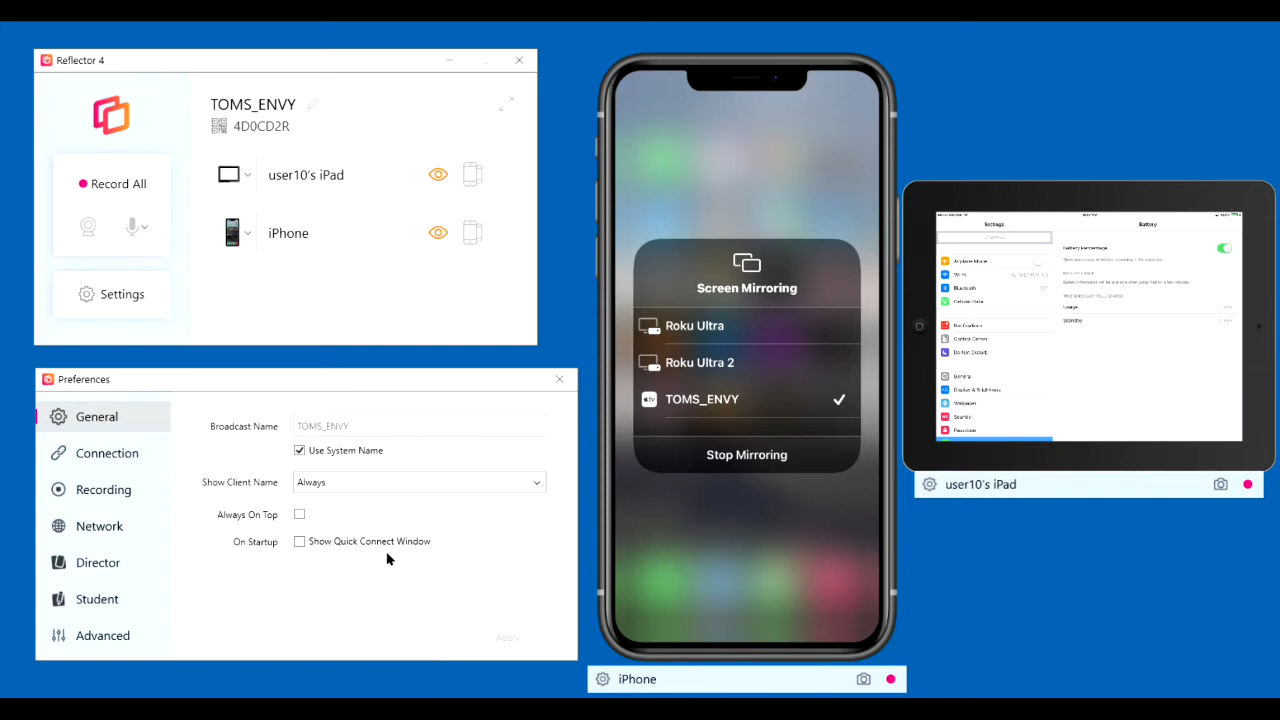 Reflector 4
TOMS_ENVY
4D0CD2R
Record All
user10's iPad
iPhone
Settings
Preferences
General
Connection
Recording
Network
Director
Student
Advanced
Broadcast Name
TOMS_ENVY
Use System Name
Show Client Name
Always
Always On Top
On Startup
Show Quick Connect Window
Apply
Screen Mirroring
Roku Ultra
Roku Ultra 2
TOMS_ENVY
Stop Mirroring
iPhone
Settings
Battery
Airplane Mode
Wi-Fi
Bluetooth
Cellular Data
Notifications
Control Center
Do Not Disturb
General
Display & Brightness
Wallpaper
Sounds
Passcode
Battery Percentage
Usage
Standby
user10's iPad